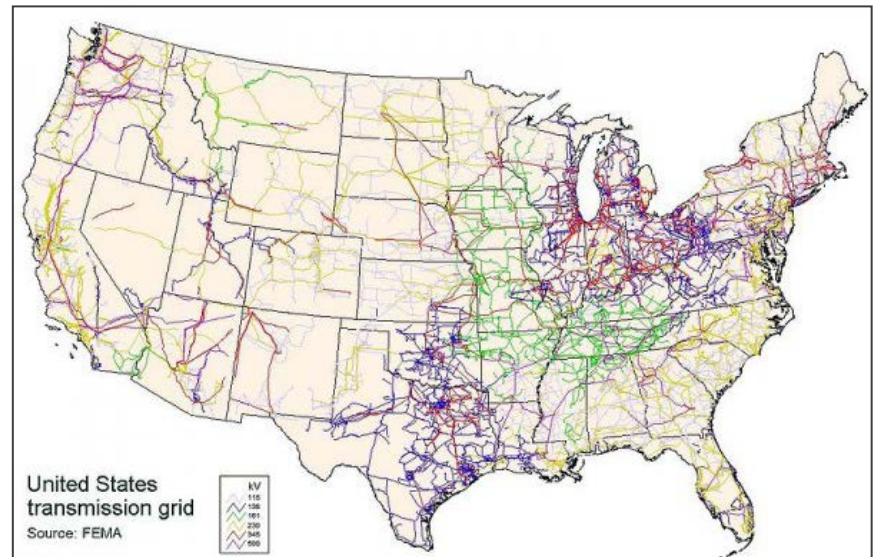 United States
transmission grid
Source: FEMA
kV
115
138
161
230
345
500